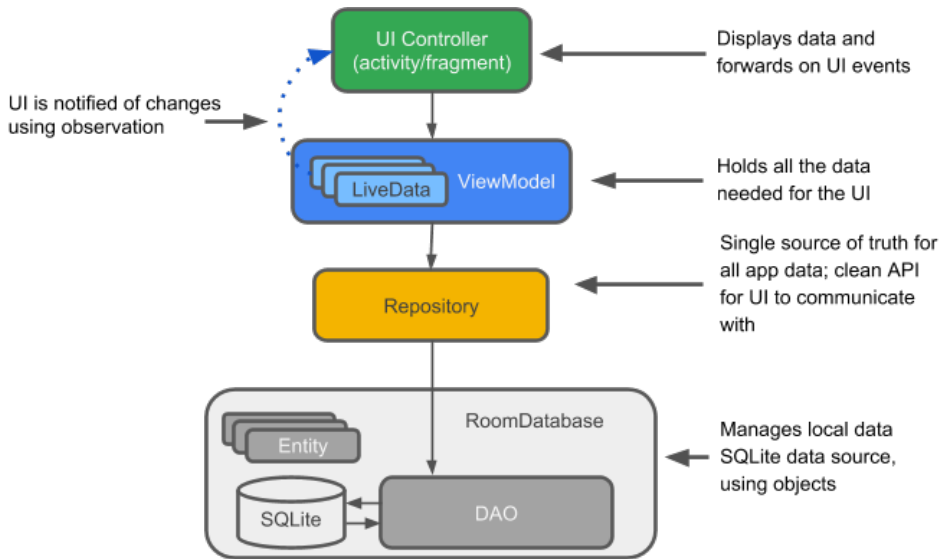 UI Controller
(activity/fragment)
Displays data and
forwards on UI events
UI is notified of changes
using observation
LiveData
ViewModel
Holds all the data
needed for the UI
Single source of truth for
all app data; clean API
for UI to communicate
with
Repository
RoomDatabase
Entity
Manages local data
SQLite data source,
using objects
SQLite
DAO